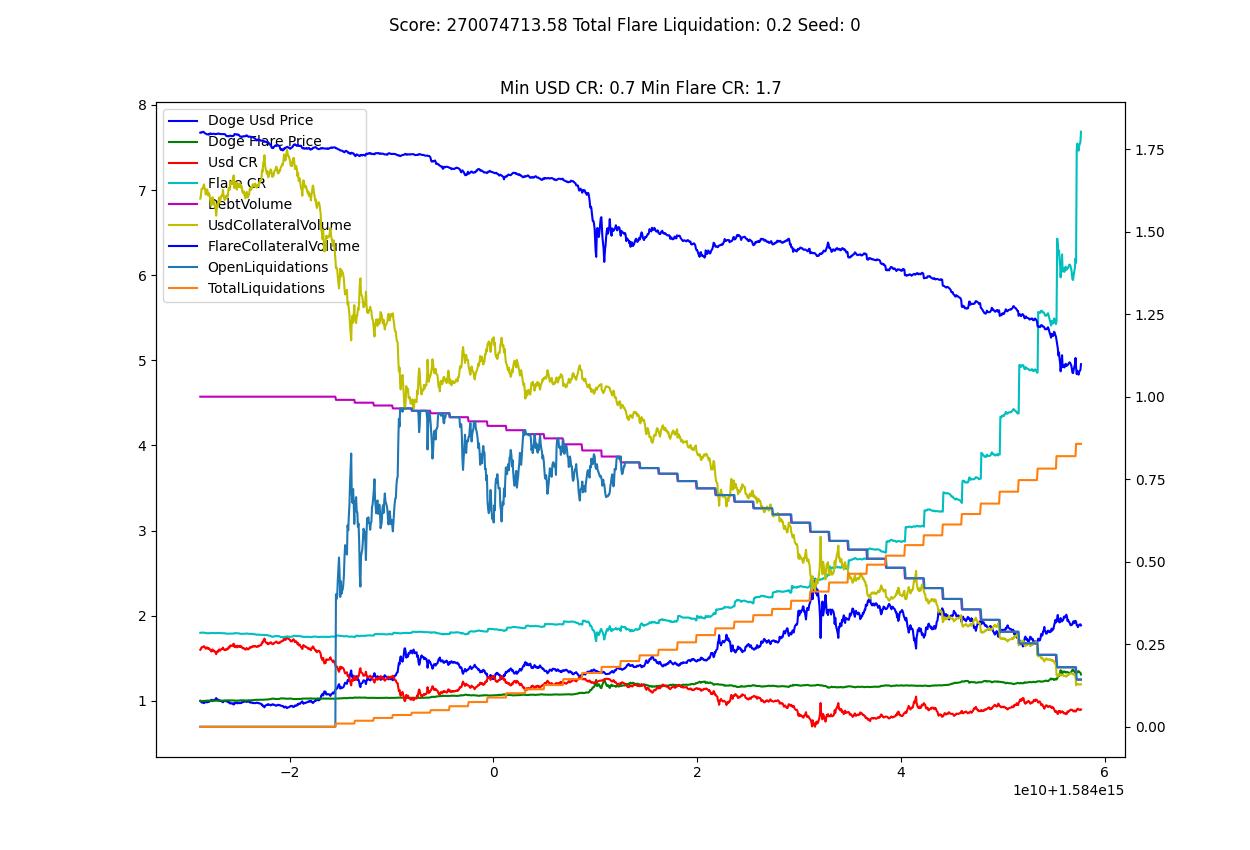 Score: 270074713.58 Total Flare Liquidation: 0.2 Seed: 0
Min USD CR: 0.7 Min Flare CR: 1.7
8
7
6
5
4
3
2
1
Doge Usd Price
Doge Flare Price
Usd CR
Flare CR
DebtVolume
UsdCollateralVolume
FlareCollateralVolume
OpenLiquidations
TotalLiquidations
1.75
1.50
1.25
1.00
0.75
0.50
0.25
0.00
−2 0 2 4 6
1e10+1.584e15